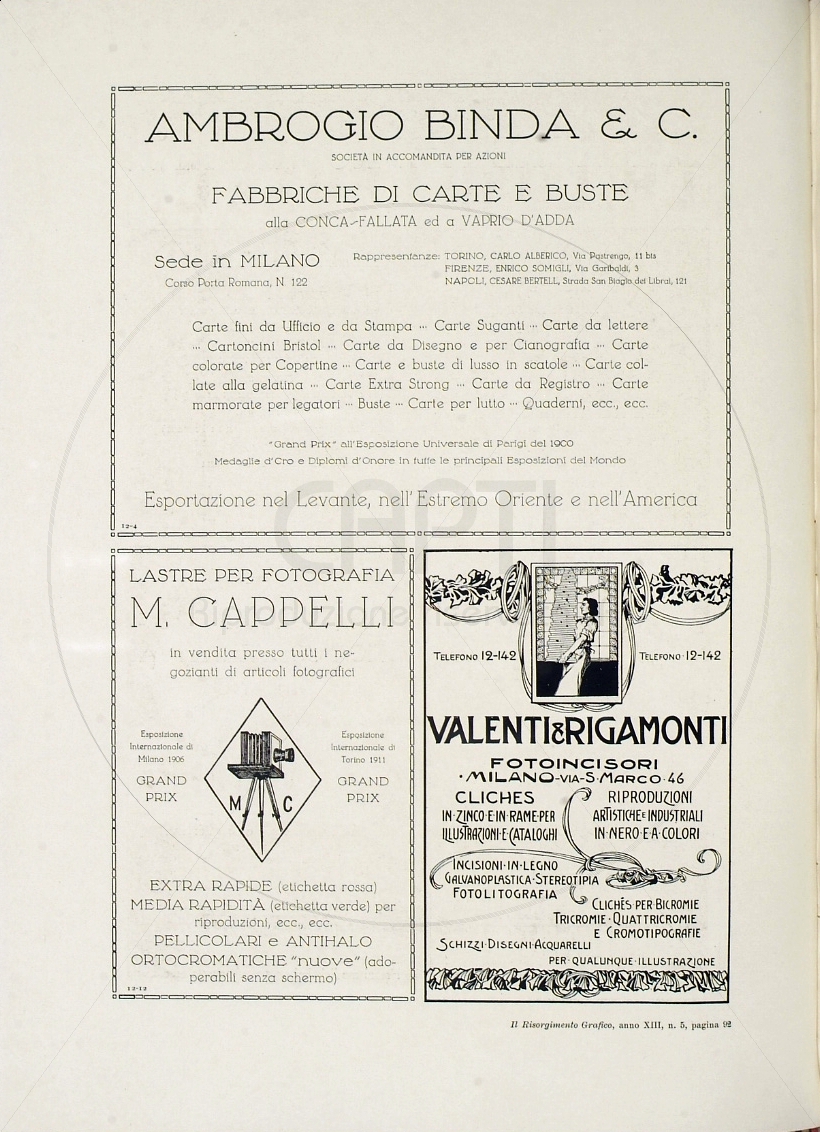 AMBROGIO BINDA & C.
SOCIETÀ IN ACCOMANDITA PER AZIONI
FABBRICHE DI CARTE E BUSTE
alla CONCA-FALLATA ed a VAPRIO D'ADDA
Sede in MILANO
Corso Porta Romana, N. 122
Rappresentanze: TORINO, CARLO ALBERICO, Via Pastrengo, 11 bis
FIRENZE, ENRICO SOMIGLI, Via Garibaldi, 3
NAPOLI, CESARE BERTELL, Strada San Biagio dei Librai, 121
Carte fini da Ufficio e da Stampa ··· Carte Suganti ··· Carte da lettere
··· Cartoncini Bristol ··· Carte da Disegno e per Cianografia ··· Carte
colorate per Copertine ··· Carte e buste di lusso in scatole ··· Carte col-
late alla gelatina ··· Carte Extra Strong ··· Carte da Registro ··· Carte
marmorate per legatori ··· Buste ··· Carte per lutto ··· Quaderni, ecc., ecc.
"Grand Prix" all'Esposizione Universale di Parigi del 1900
Medaglie d'Oro e Diplomi d'Onore in tutte le principali Esposizioni del Mondo
Esportazione nel Levante, nell'Estremo Oriente e nell'America
12-4
CARTI
LASTRE PER FOTOGRAFIA
M. CAPPELLI
in vendita presso tutti i ne-
gozianti di articoli fotografici
Esposizione
Internazionale di
Milano 1906
GRAND
PRIX
M C
Esposizione
Internazionale di
Torino 1911
GRAND
PRIX
EXTRA RAPIDE (etichetta rossa)
MEDIA RAPIDITÀ (etichetta verde) per
riproduzioni, ecc., ecc.
PELLICOLARI e ANTIHALO
ORTOCROMATICHE "nuove" (ado-
perabili senza schermo)
12-12
TELEFONO 12-142
TELEFONO·12-142
VALENTI&RIGAMONTI
FOTOINCISORI
·MILANO-VIA-S·MARCO·46
CLICHES
IN·ZINCO·E·IN·RAME·PER
ILLUSTRAZIONI·E·CATALOGHI
RIPRODUZIONI
ARTISTICHE E INDUSTRIALI
IN·NERO·E·A·COLORI
INCISIONI·IN·LEGNO
GALVANOPLASTICA·STEREOTIPIA
FOTOLITOGRAFIA
CLICHÉS·PER·BICROMIE
TRICROMIE·QUATTRICROMIE
E CROMOTIPOGRAFIE
SCHIZZI·DISEGNI·ACQUARELLI
PER·QUALUNQUE·ILLUSTRAZIONE
Il Risorgimento Grafico, anno XIII, n. 5, pagina 92